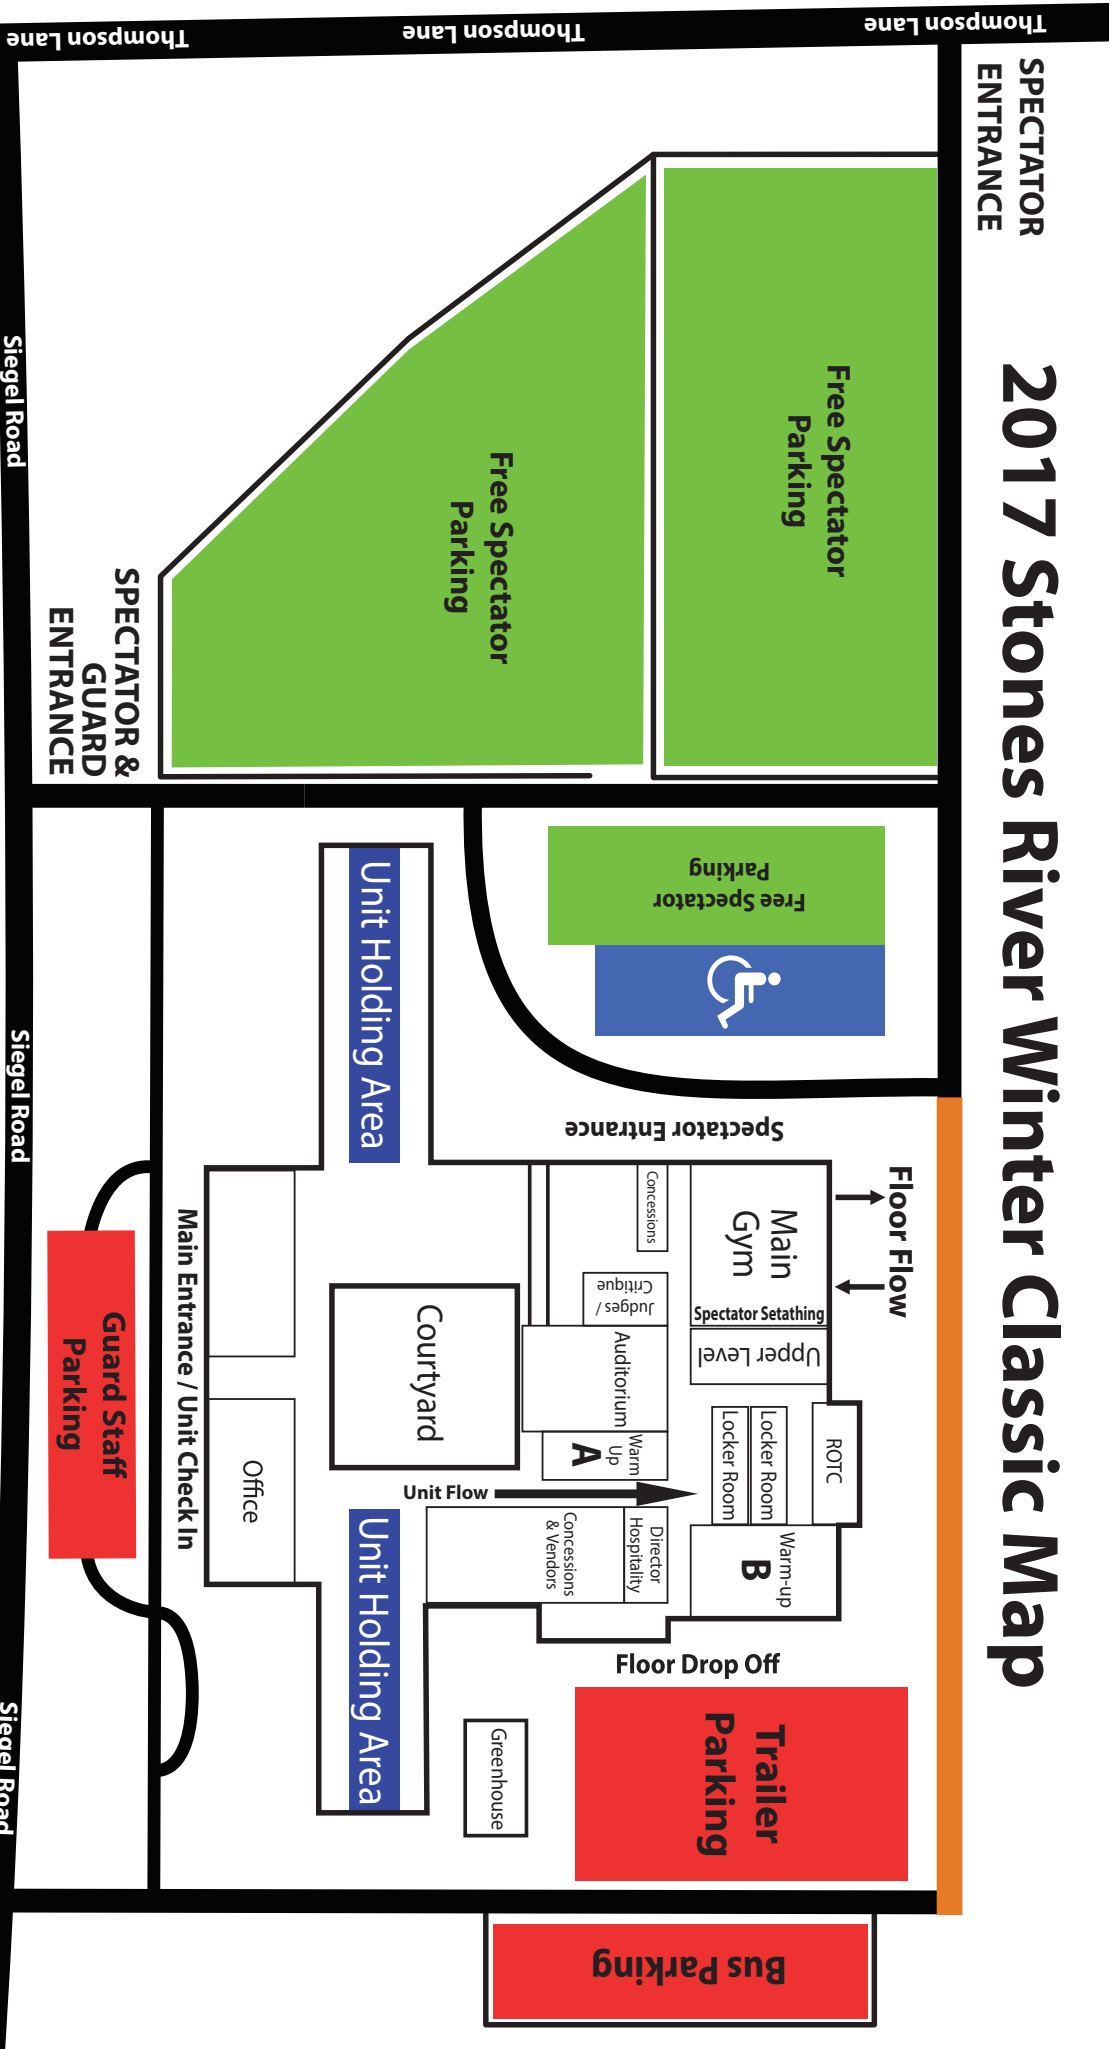 2017 Stones River Winter Classic Map
SPECTATOR
ENTRANCE
Thompson Lane
Thompson Lane
Thompson Lane
Free Spectator
Parking
Free Spectator
Parking
SPECTATOR &
GUARD
ENTRANCE
Siegel Road
Siegel Road
Siegel Road
Free Spectator
Parking
Spectator Entrance
Floor Flow
Main
Gym
Spectator Setathing
Upper Level
Concessions
Judges /
Critique
Auditorium
Warm
Up
A
Locker Room
Locker Room
ROTC
Warm-up
B
Unit Flow
Director
Hospitality
Concessions
& Vendors
Courtyard
Unit Holding Area
Unit Holding Area
Office
Main Entrance / Unit Check In
Guard Staff
Parking
Floor Drop Off
Greenhouse
Trailer
Parking
Bus Parking